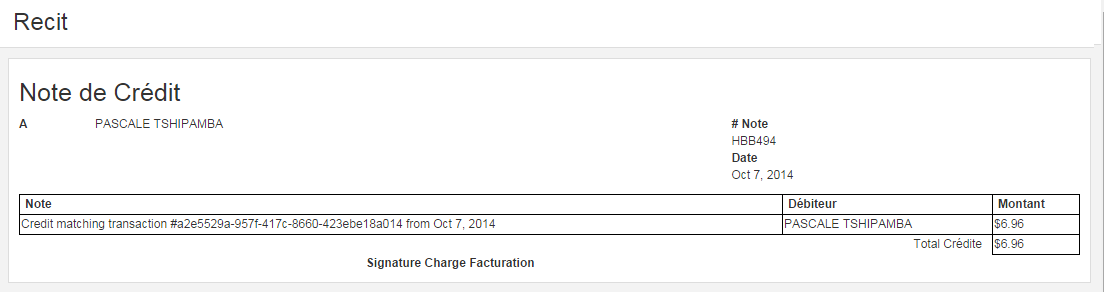 Recit
Note de Crédit
A PASCALE TSHIPAMBA
# Note
HBB494
Date
Oct 7, 2014
Note Débiteur Montant
Credit matching transaction #a2e5529a-957f-417c-8660-423ebe18a014 from Oct 7, 2014 PASCALE TSHIPAMBA $6.96
Total Crédite $6.96
Signature Charge Facturation